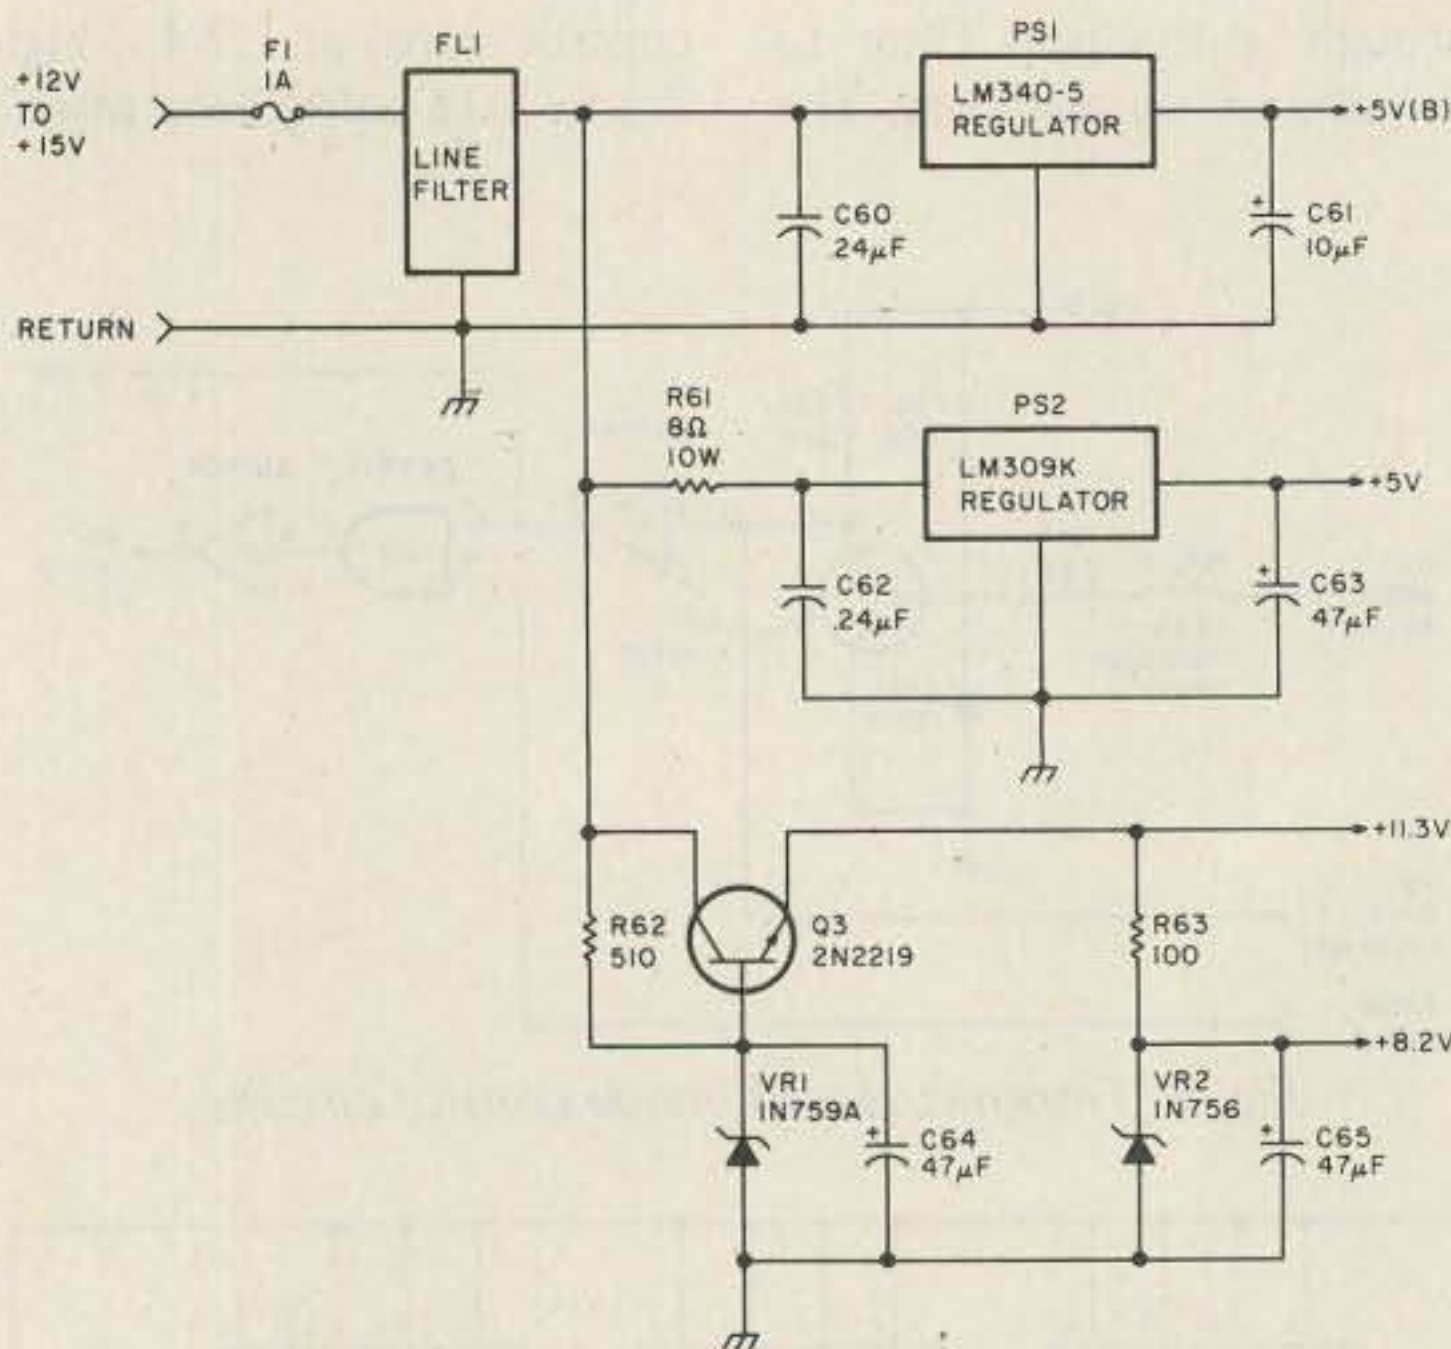 +12V
TO
+15V
F1
1A
FL1
LINE
FILTER
PS1
LM340-5
REGULATOR
+5V(B)
C60
.24µF
+
C61
10µF
RETURN
R61
8Ω
10W
PS2
LM309K
REGULATOR
+5V
C62
.24µF
+
C63
47µF
+11.3V
R62
510
Q3
2N2219
R63
100
+8.2V
VR1
1N759A
+
C64
47µF
VR2
1N756
+
C65
47µF